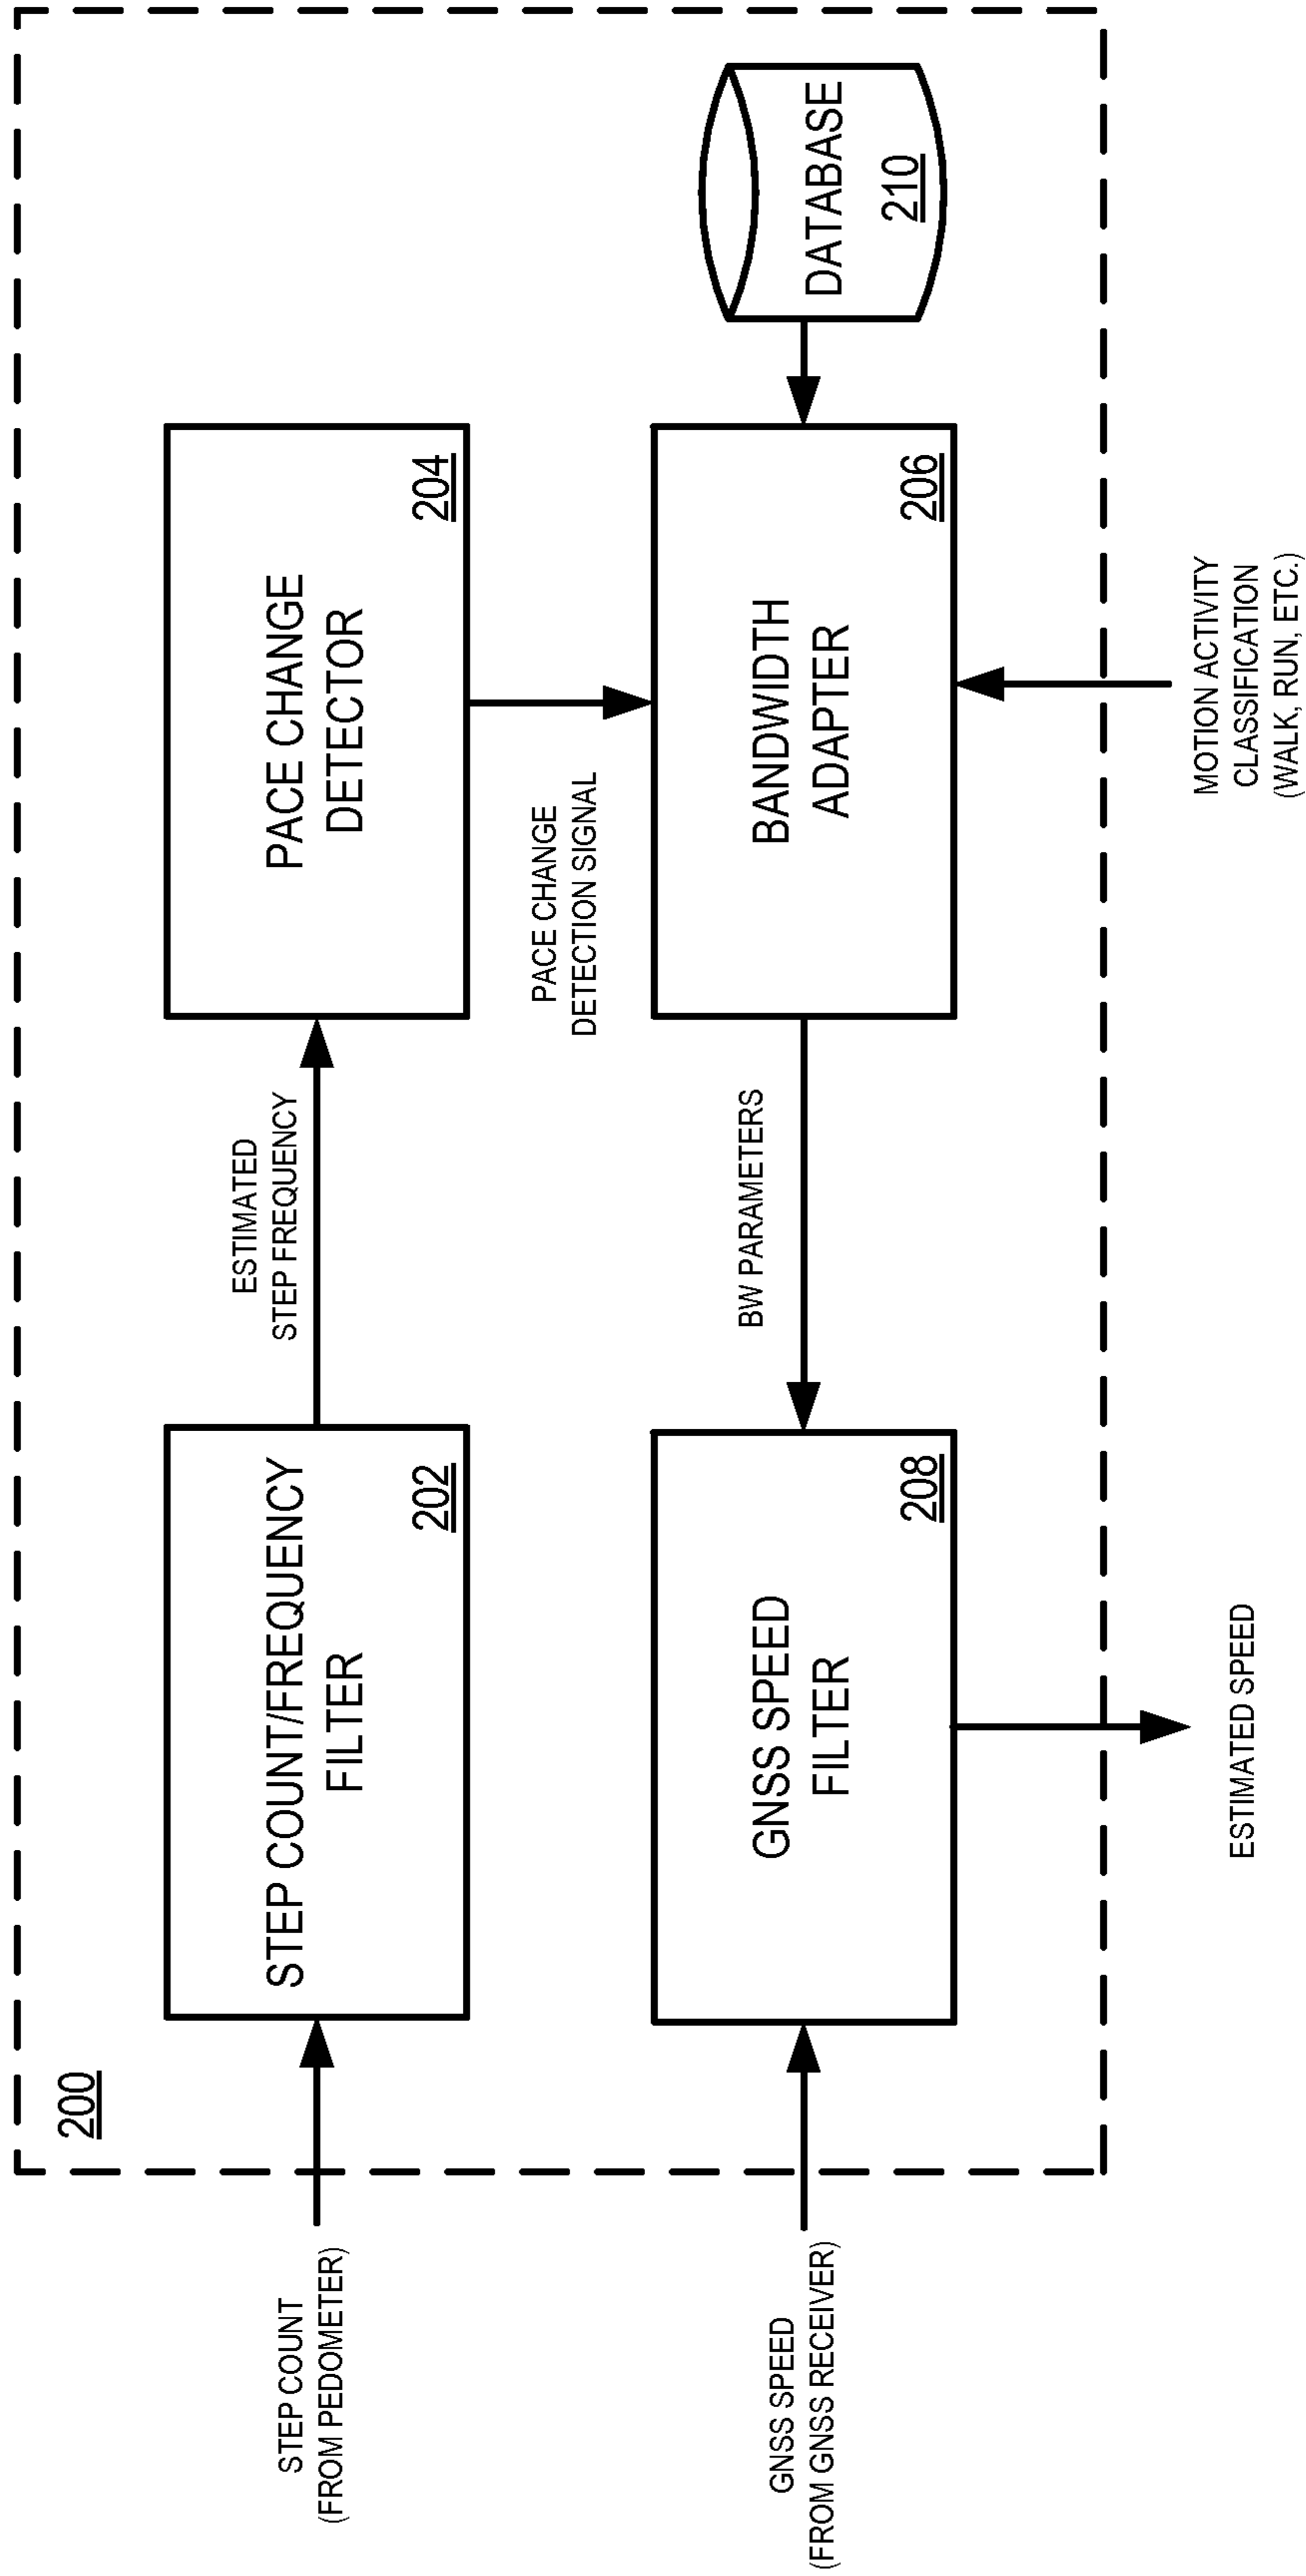 200
STEP COUNT
(FROM PEDOMETER)
STEP COUNT/FREQUENCY
FILTER
202
ESTIMATED
STEP FREQUENCY
PACE CHANGE
DETECTOR
204
PACE CHANGE
DETECTION SIGNAL
GNSS SPEED
(FROM GNSS RECEIVER)
GNSS SPEED
FILTER
208
BW PARAMETERS
BANDWIDTH
ADAPTER
206
DATABASE
210
ESTIMATED SPEED
MOTION ACTIVITY
CLASSIFICATION
(WALK, RUN, ETC.)